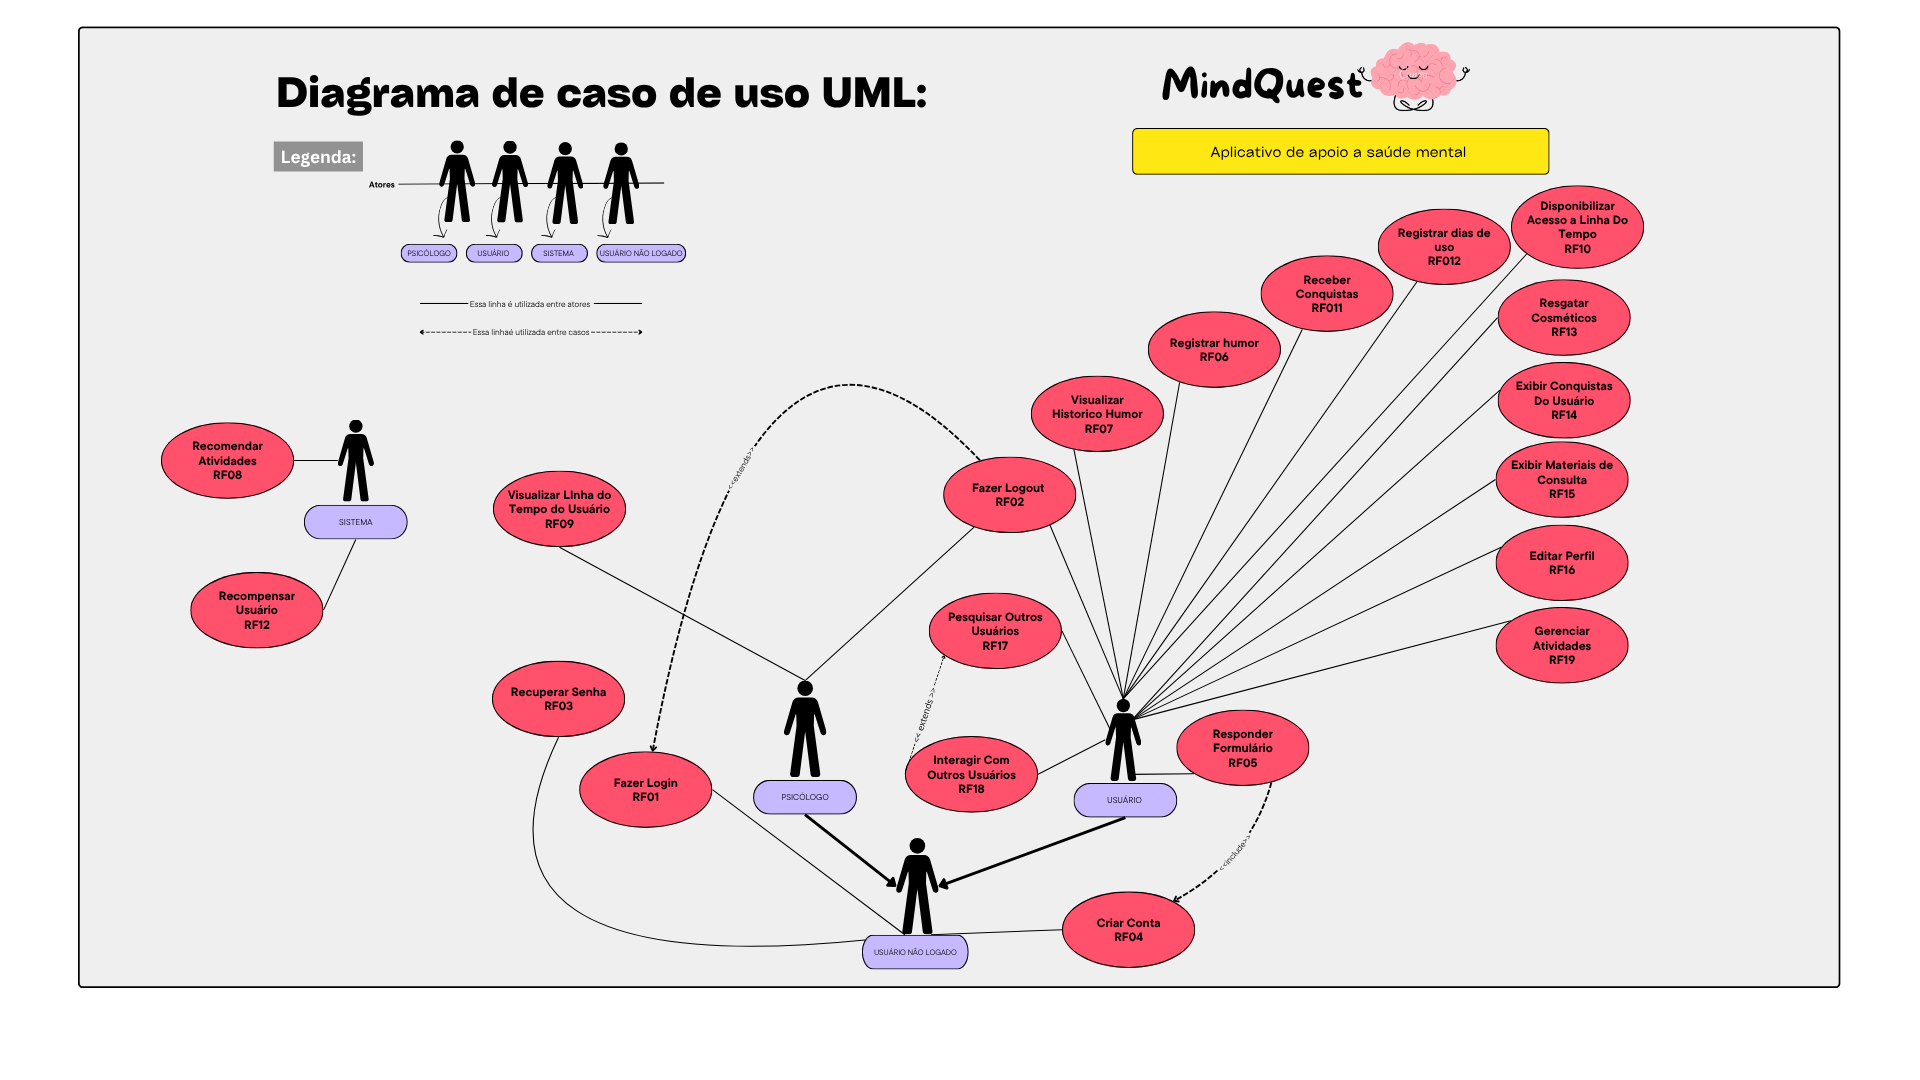 Diagrama de caso de uso UML:
MindQuest
Aplicativo de apoio a saúde mental
Legenda:
Atores
PSICÓLOGO
USUÁRIO
SISTEMA
USUÁRIO NÃO LOGADO
Essa linha é utilizada entre atores
Essa linhaé utilizada entre casos
Disponibilizar
Acesso a Linha Do
Tempo
RF10
Registrar dias de
uso
RF012
Receber
Conquistas
RF011
Resgatar
Cosméticos
RF13
Registrar humor
RF06
Visualizar
Historico Humor
RF07
Exibir Conquistas
Do Usuário
RF14
Recomendar
Atividades
RF08
SISTEMA
Recompensar
Usuário
RF12
Visualizar LInha do
Tempo do Usuário
RF09
<<extends>>
Fazer Logout
RF02
Exibir Materiais de
Consulta
RF15
Editar Perfil
RF16
Pesquisar Outros
Usuários
RF17
Gerenciar
Atividades
RF19
Recuperar Senha
RF03
<< extends >>
Fazer Login
RF01
PSICÓLOGO
Interagir Com
Outros Usuários
RF18
USUÁRIO
Responder
Formulário
RF05
<<include>>
Criar Conta
RF04
USUÁRIO NÃO LOGADO